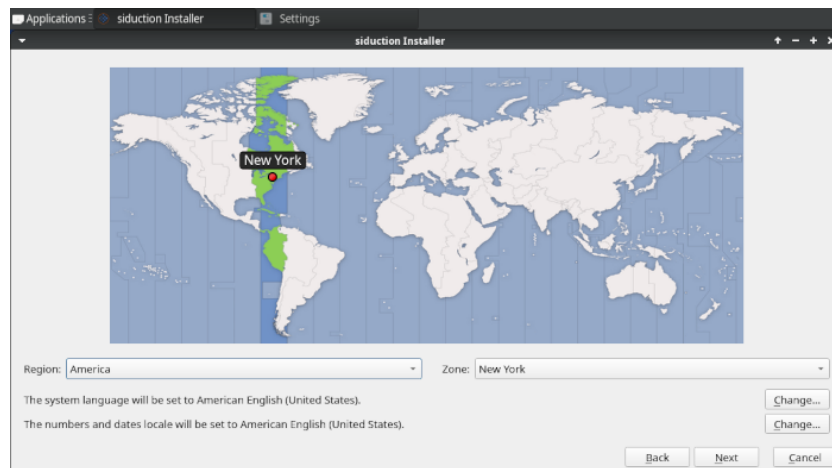 Applications
siduction Installer
Settings
siduction Installer
New York
Region: America
Zone: New York
The system language will be set to American English (United States).
Change...
The numbers and dates locale will be set to American English (United States).
Change...
Back
Next
Cancel